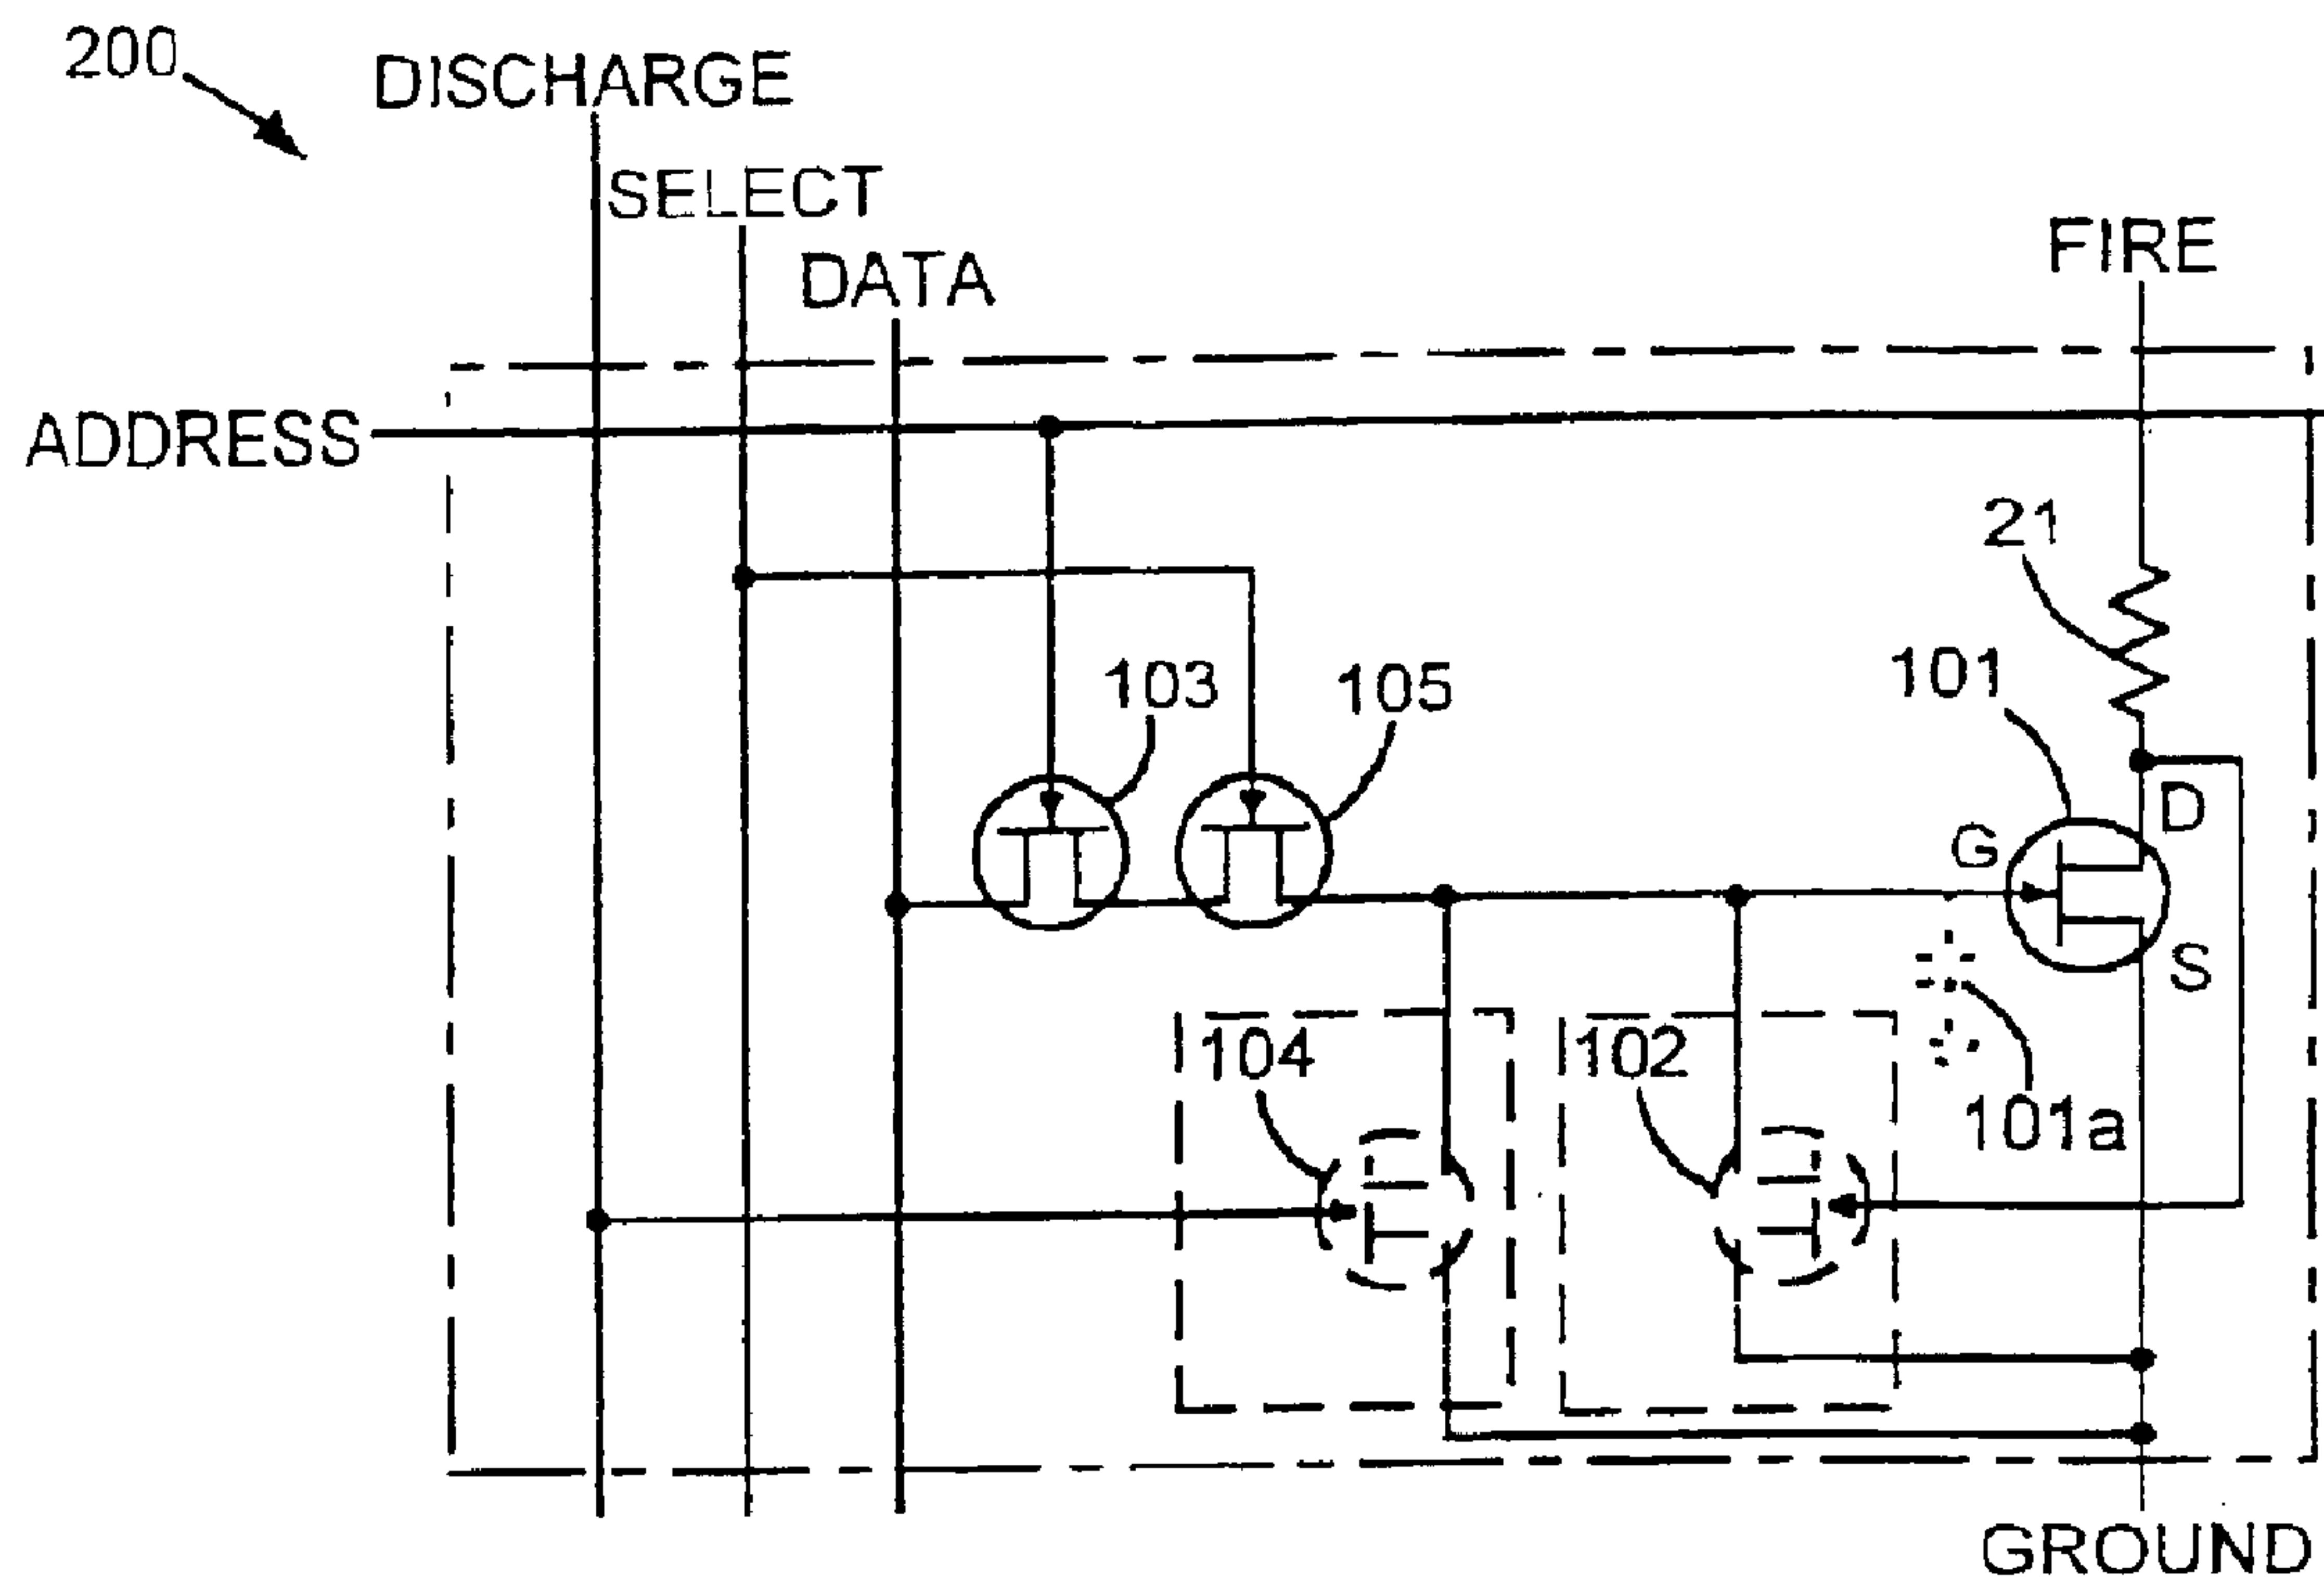 200
DISCHARGE
SELECT
DATA
FIRE
ADDRESS
21
101
103
105
D
G
S
104
102
101a
GROUND